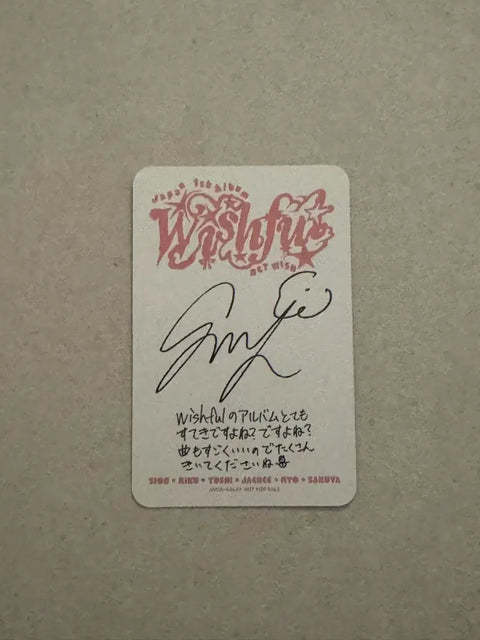 Japan 1st Album
Wishful
NCT WISH
Wishfulのアルバムとても
すてきですよね?ですよね?
曲もすごくいいのでたくさん
きいてくださいね
SION RIKU YUSHI JAEHEE RYO SAKUYA
NOT FOR SALE